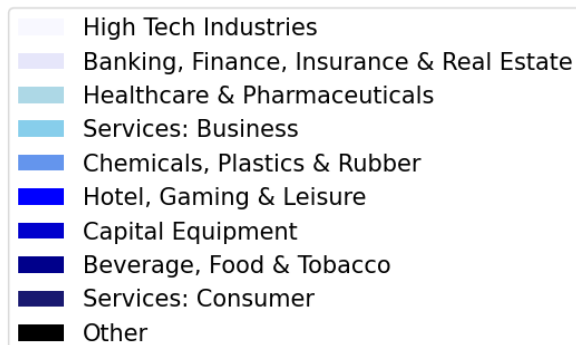 High Tech Industries
Banking, Finance, Insurance & Real Estate
Healthcare & Pharmaceuticals
Services: Business
Chemicals, Plastics & Rubber
Hotel, Gaming & Leisure
Capital Equipment
Beverage, Food & Tobacco
Services: Consumer
Other